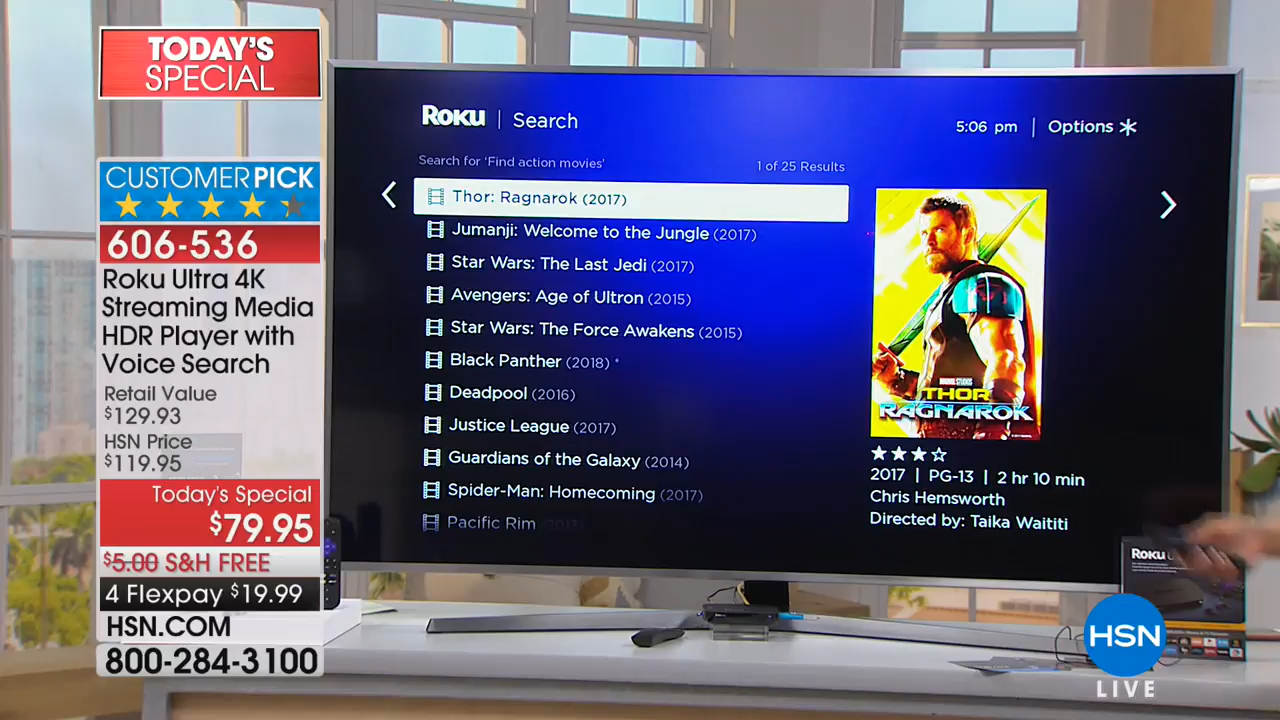 TODAY'S
SPECIAL
CUSTOMER PICK
606-536
Roku Ultra 4K
Streaming Media
HDR Player with
Voice Search
Retail Value
$129.93
HSN Price
$119.95
Today's Special
$79.95
$5.00 S&H FREE
4 Flexpay $19.99
HSN.COM
800-284-3100
ROKU | Search
5:06 pm | Options
Search for 'Find action movies'
1 of 25 Results
Thor: Ragnarok (2017)
Jumanji: Welcome to the Jungle (2017)
Star Wars: The Last Jedi (2017)
Avengers: Age of Ultron (2015)
Star Wars: The Force Awakens (2015)
Black Panther (2018) *
Deadpool (2016)
Justice League (2017)
Guardians of the Galaxy (2014)
Spider-Man: Homecoming (2017)
Pacific Rim (2013)
MARVEL STUDIOS
THOR
RAGNAROK
2017 | PG-13 | 2 hr 10 min
Chris Hemsworth
Directed by: Taika Waititi
ROKU
HSN
LIVE